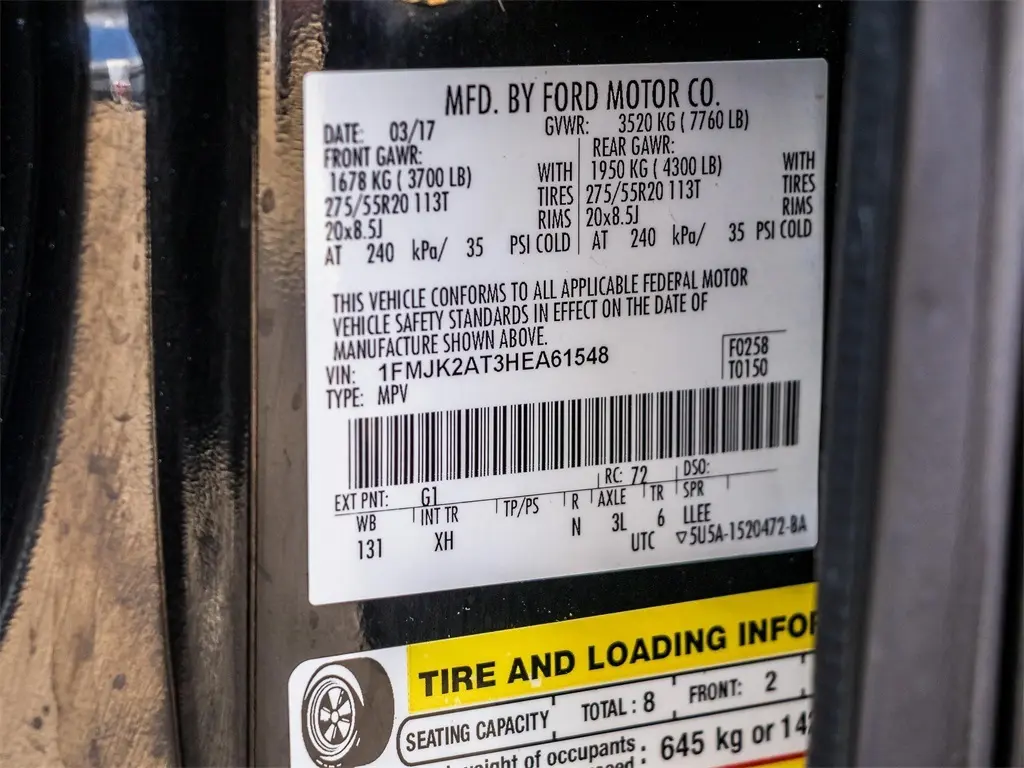 MFD. BY FORD MOTOR CO.
DATE: 03/17 GVWR: 3520 KG ( 7760 LB)
FRONT GAWR: REAR GAWR:
1678 KG ( 3700 LB) WITH 1950 KG ( 4300 LB) WITH
275/55R20 113T TIRES 275/55R20 113T TIRES
20x8.5J RIMS 20x8.5J RIMS
AT 240 kPa/ 35 PSI COLD AT 240 kPa/ 35 PSI COLD
THIS VEHICLE CONFORMS TO ALL APPLICABLE FEDERAL MOTOR
VEHICLE SAFETY STANDARDS IN EFFECT ON THE DATE OF
MANUFACTURE SHOWN ABOVE.
VIN: 1FMJK2AT3HEA61548 F0258
TYPE: MPV T0150
EXT PNT: G1 RC: 72 DSO:
WB INT TR TP/PS R AXLE TR SPR
131 XH N 3L 6 LLEE
UTC ▽5U5A-1520472-BA
TIRE AND LOADING INFOR
SEATING CAPACITY TOTAL : 8 FRONT: 2
weight of occupants : 645 kg or 142